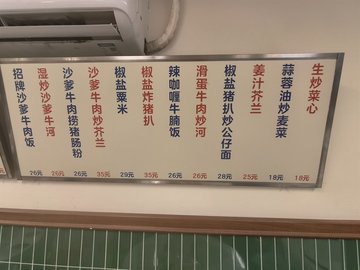 生炒菜心 18元
蒜蓉油炒麦菜 18元
姜汁芥兰 25元
椒盐猪扒炒公仔面 28元
滑蛋牛肉炒河 26元
辣咖喱牛腩饭 26元
椒盐炸猪扒 35元
椒盐粟米 29元
沙爹牛肉炒芥兰 35元
沙爹牛肉捞猪肠粉 26元
湿炒沙爹牛河 26元
招牌沙爹牛肉饭 26元